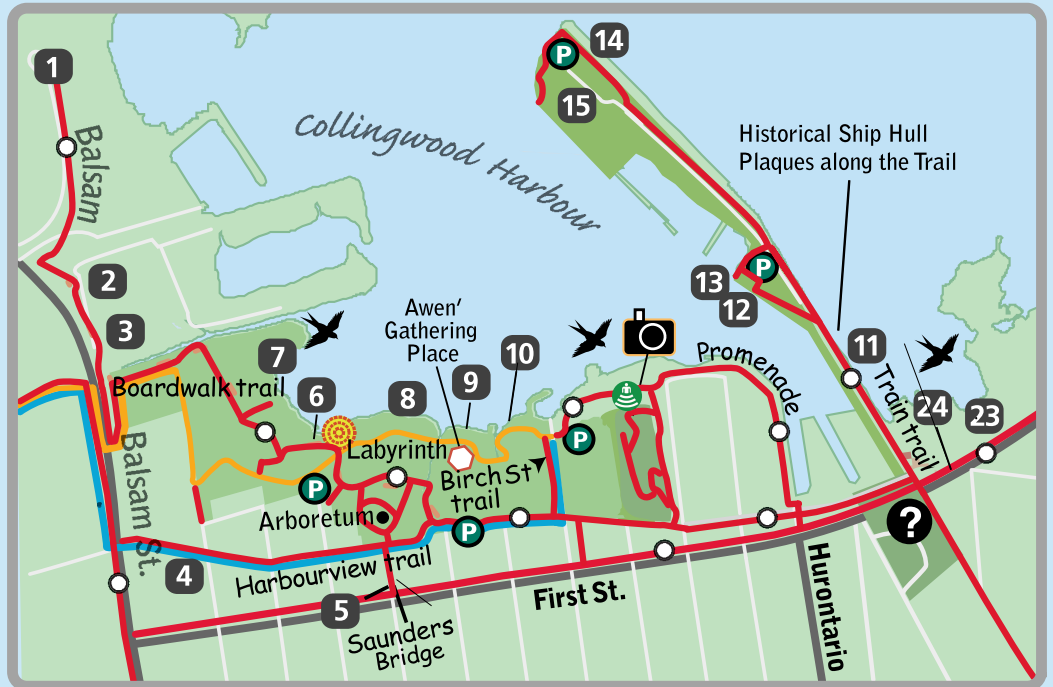 1
P
14
15
Collingwood Harbour
Historical Ship Hull
Plaques along the Trail
Balsam
2
3
13
P
12
Awen'
Gathering
Place
7
6
8
9
10
Promenade
11
Train trail
24
23
Boardwalk trail
Labyrinth
P
Birch St
trail
P
Arboretum
P
?
Balsam St.
4
Harbourview trail
5
First St.
Saunders
Bridge
Hurontario